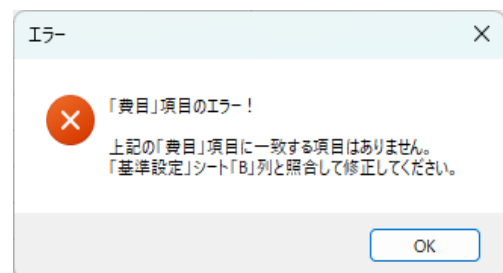 エラー
「費目」項目のエラー！
上記の「費目」項目に一致する項目はありません。
「基準設定」シート「B」列と照合して修正してください。
OK